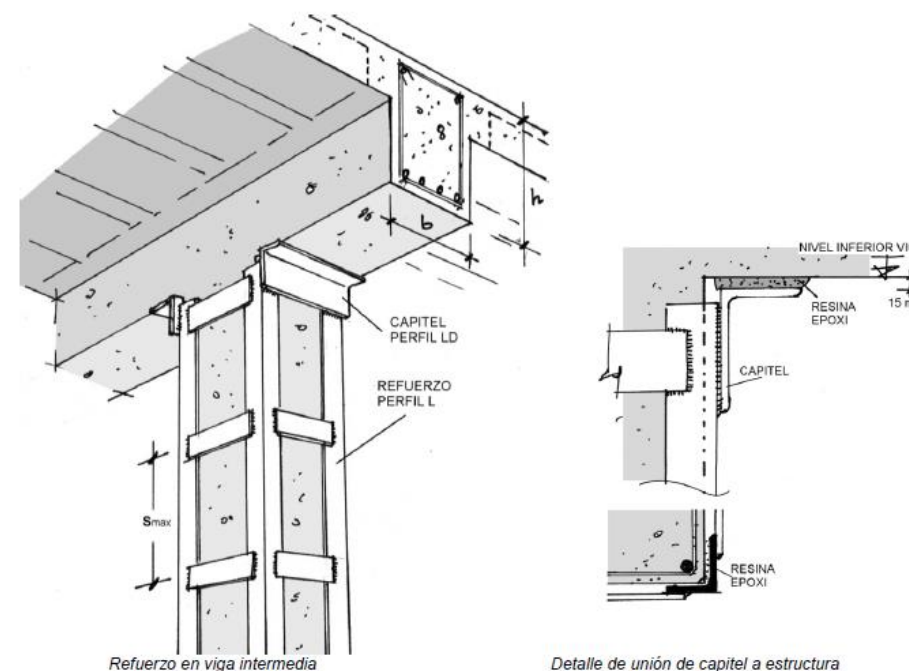 h
b
NIVEL INFERIOR VI
RESINA
EPOXI
15 m
CAPITEL
PERFIL LD
CAPITEL
REFUERZO
PERFIL L
Smax
RESINA
EPOXI
Refuerzo en viga intermedia
Detalle de unión de capitel a estructura